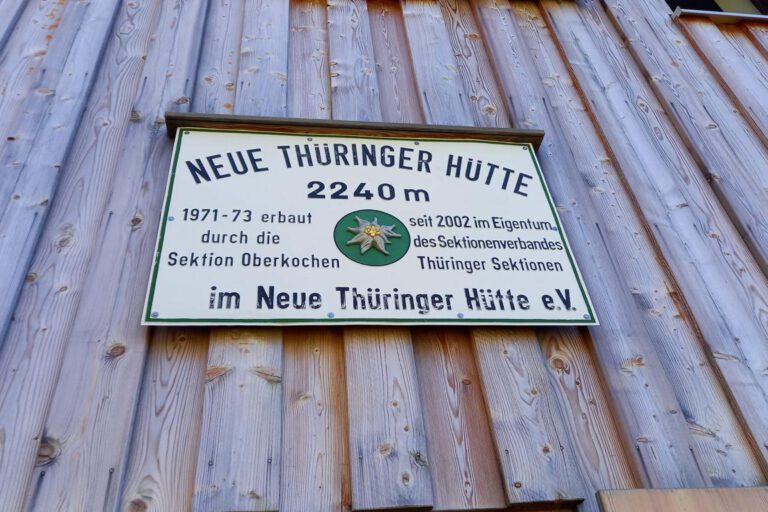 NEUE THÜRINGER HÜTTE
2240 m
1971-73 erbaut
durch die
Sektion Oberkochen
seit 2002 im Eigentum
des Sektionenverbandes
Thüringer Sektionen
im Neue Thüringer Hütte e.V.